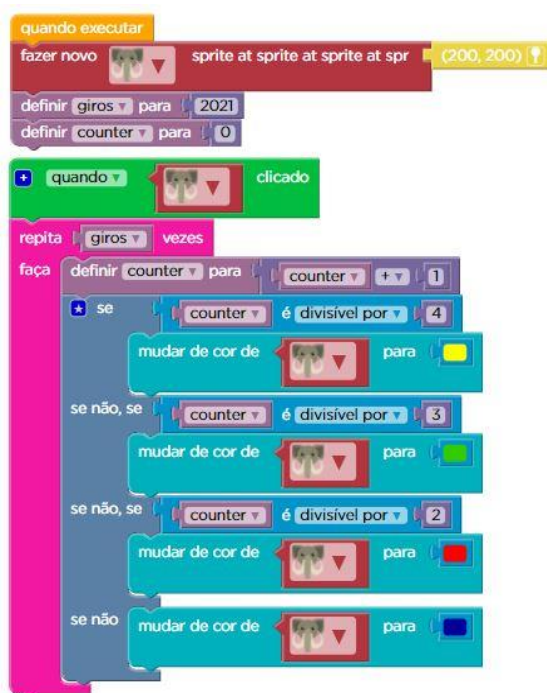 quando executar
fazer novo sprite at sprite at sprite at spr (200, 200)
definir giros para 2021
definir counter para 0
quando clicado
repita giros vezes
faça definir counter para counter + 1
se counter é divisível por 4
mudar de cor de para
se não, se counter é divisível por 3
mudar de cor de para
se não, se counter é divisível por 2
mudar de cor de para
se não mudar de cor de para